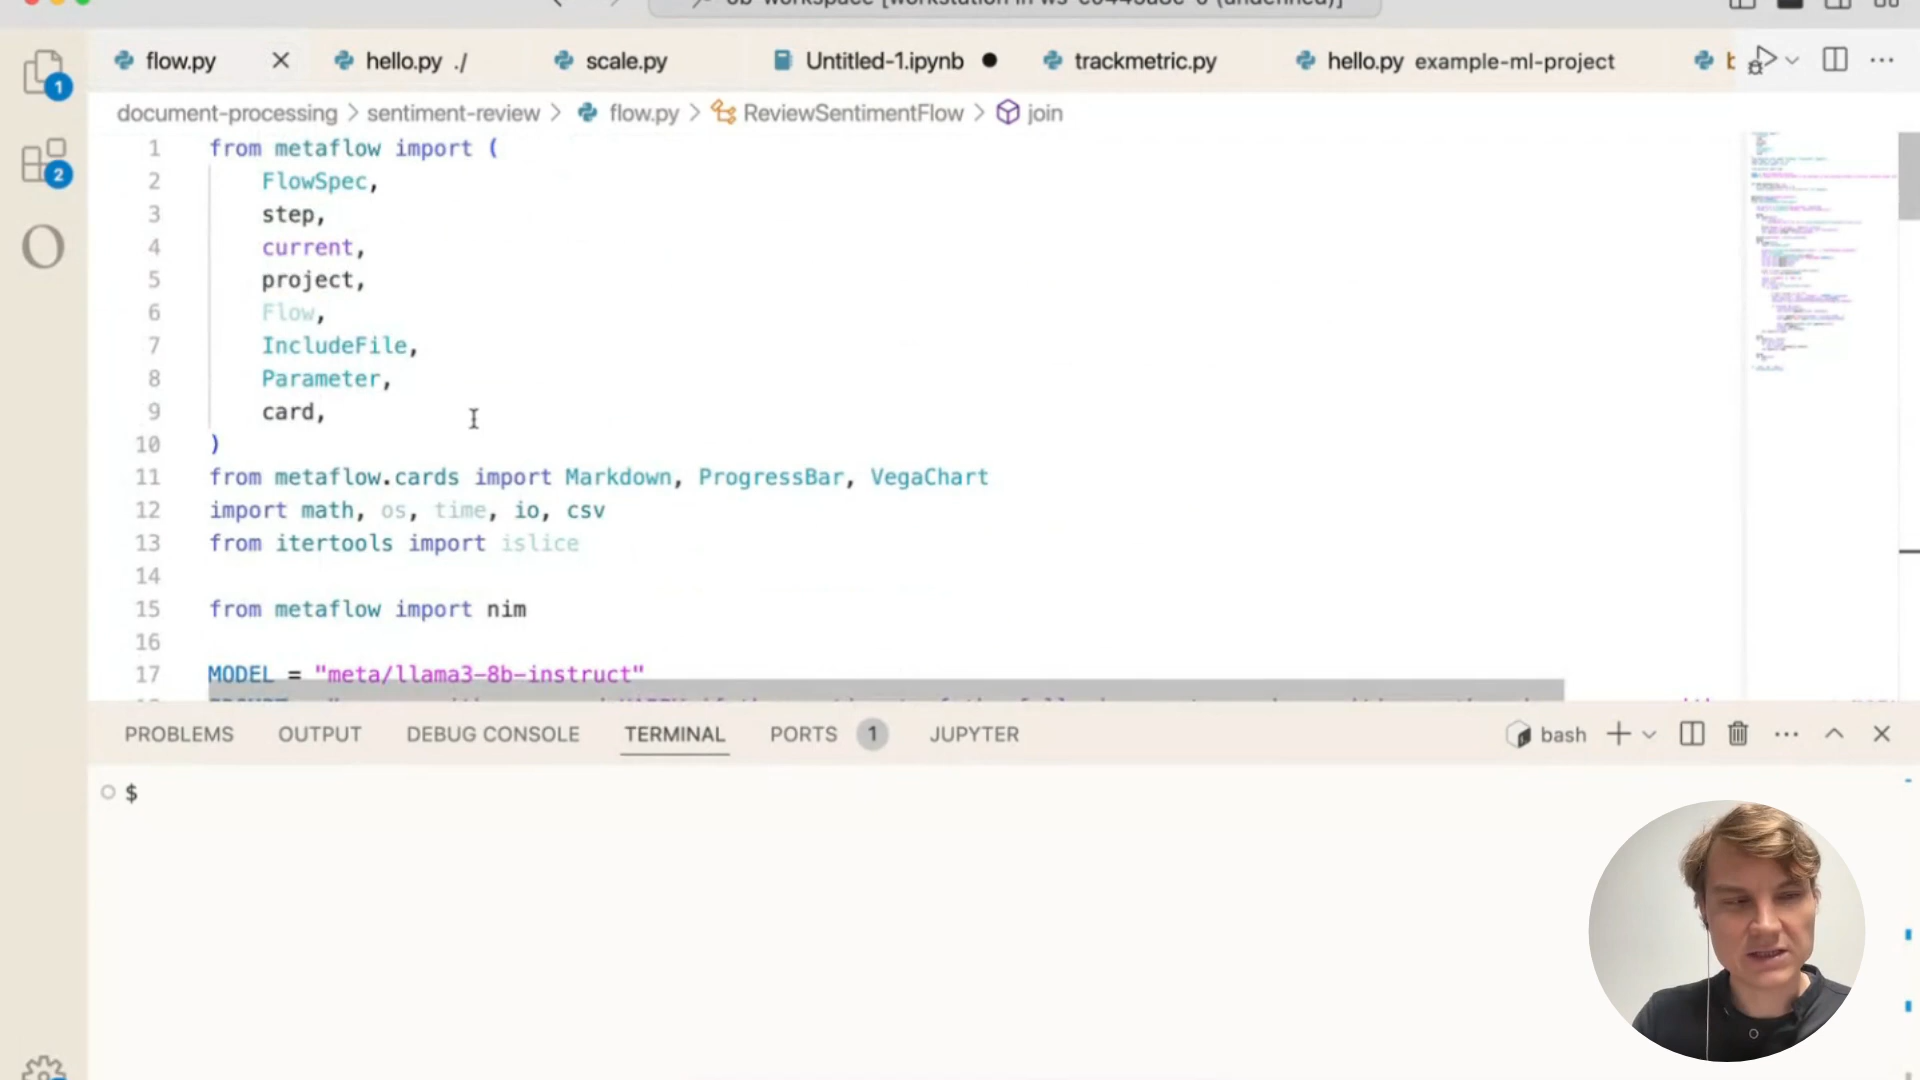 flow.py
hello.py ./
scale.py
Untitled-1.ipynb
trackmetric.py
hello.py example-ml-project
1
document-processing > sentiment-review > flow.py > ReviewSentimentFlow > join
2
1 from metaflow import (
2 FlowSpec,
3 step,
4 current,
5 project,
6 Flow,
7 IncludeFile,
8 Parameter,
9 card,
10 )
11 from metaflow.cards import Markdown, ProgressBar, VegaChart
12 import math, os, time, io, csv
13 from itertools import islice
14
15 from metaflow import nim
16
17 MODEL = "meta/llama3-8b-instruct"
PROBLEMS OUTPUT DEBUG CONSOLE TERMINAL PORTS 1 JUPYTER bash
$